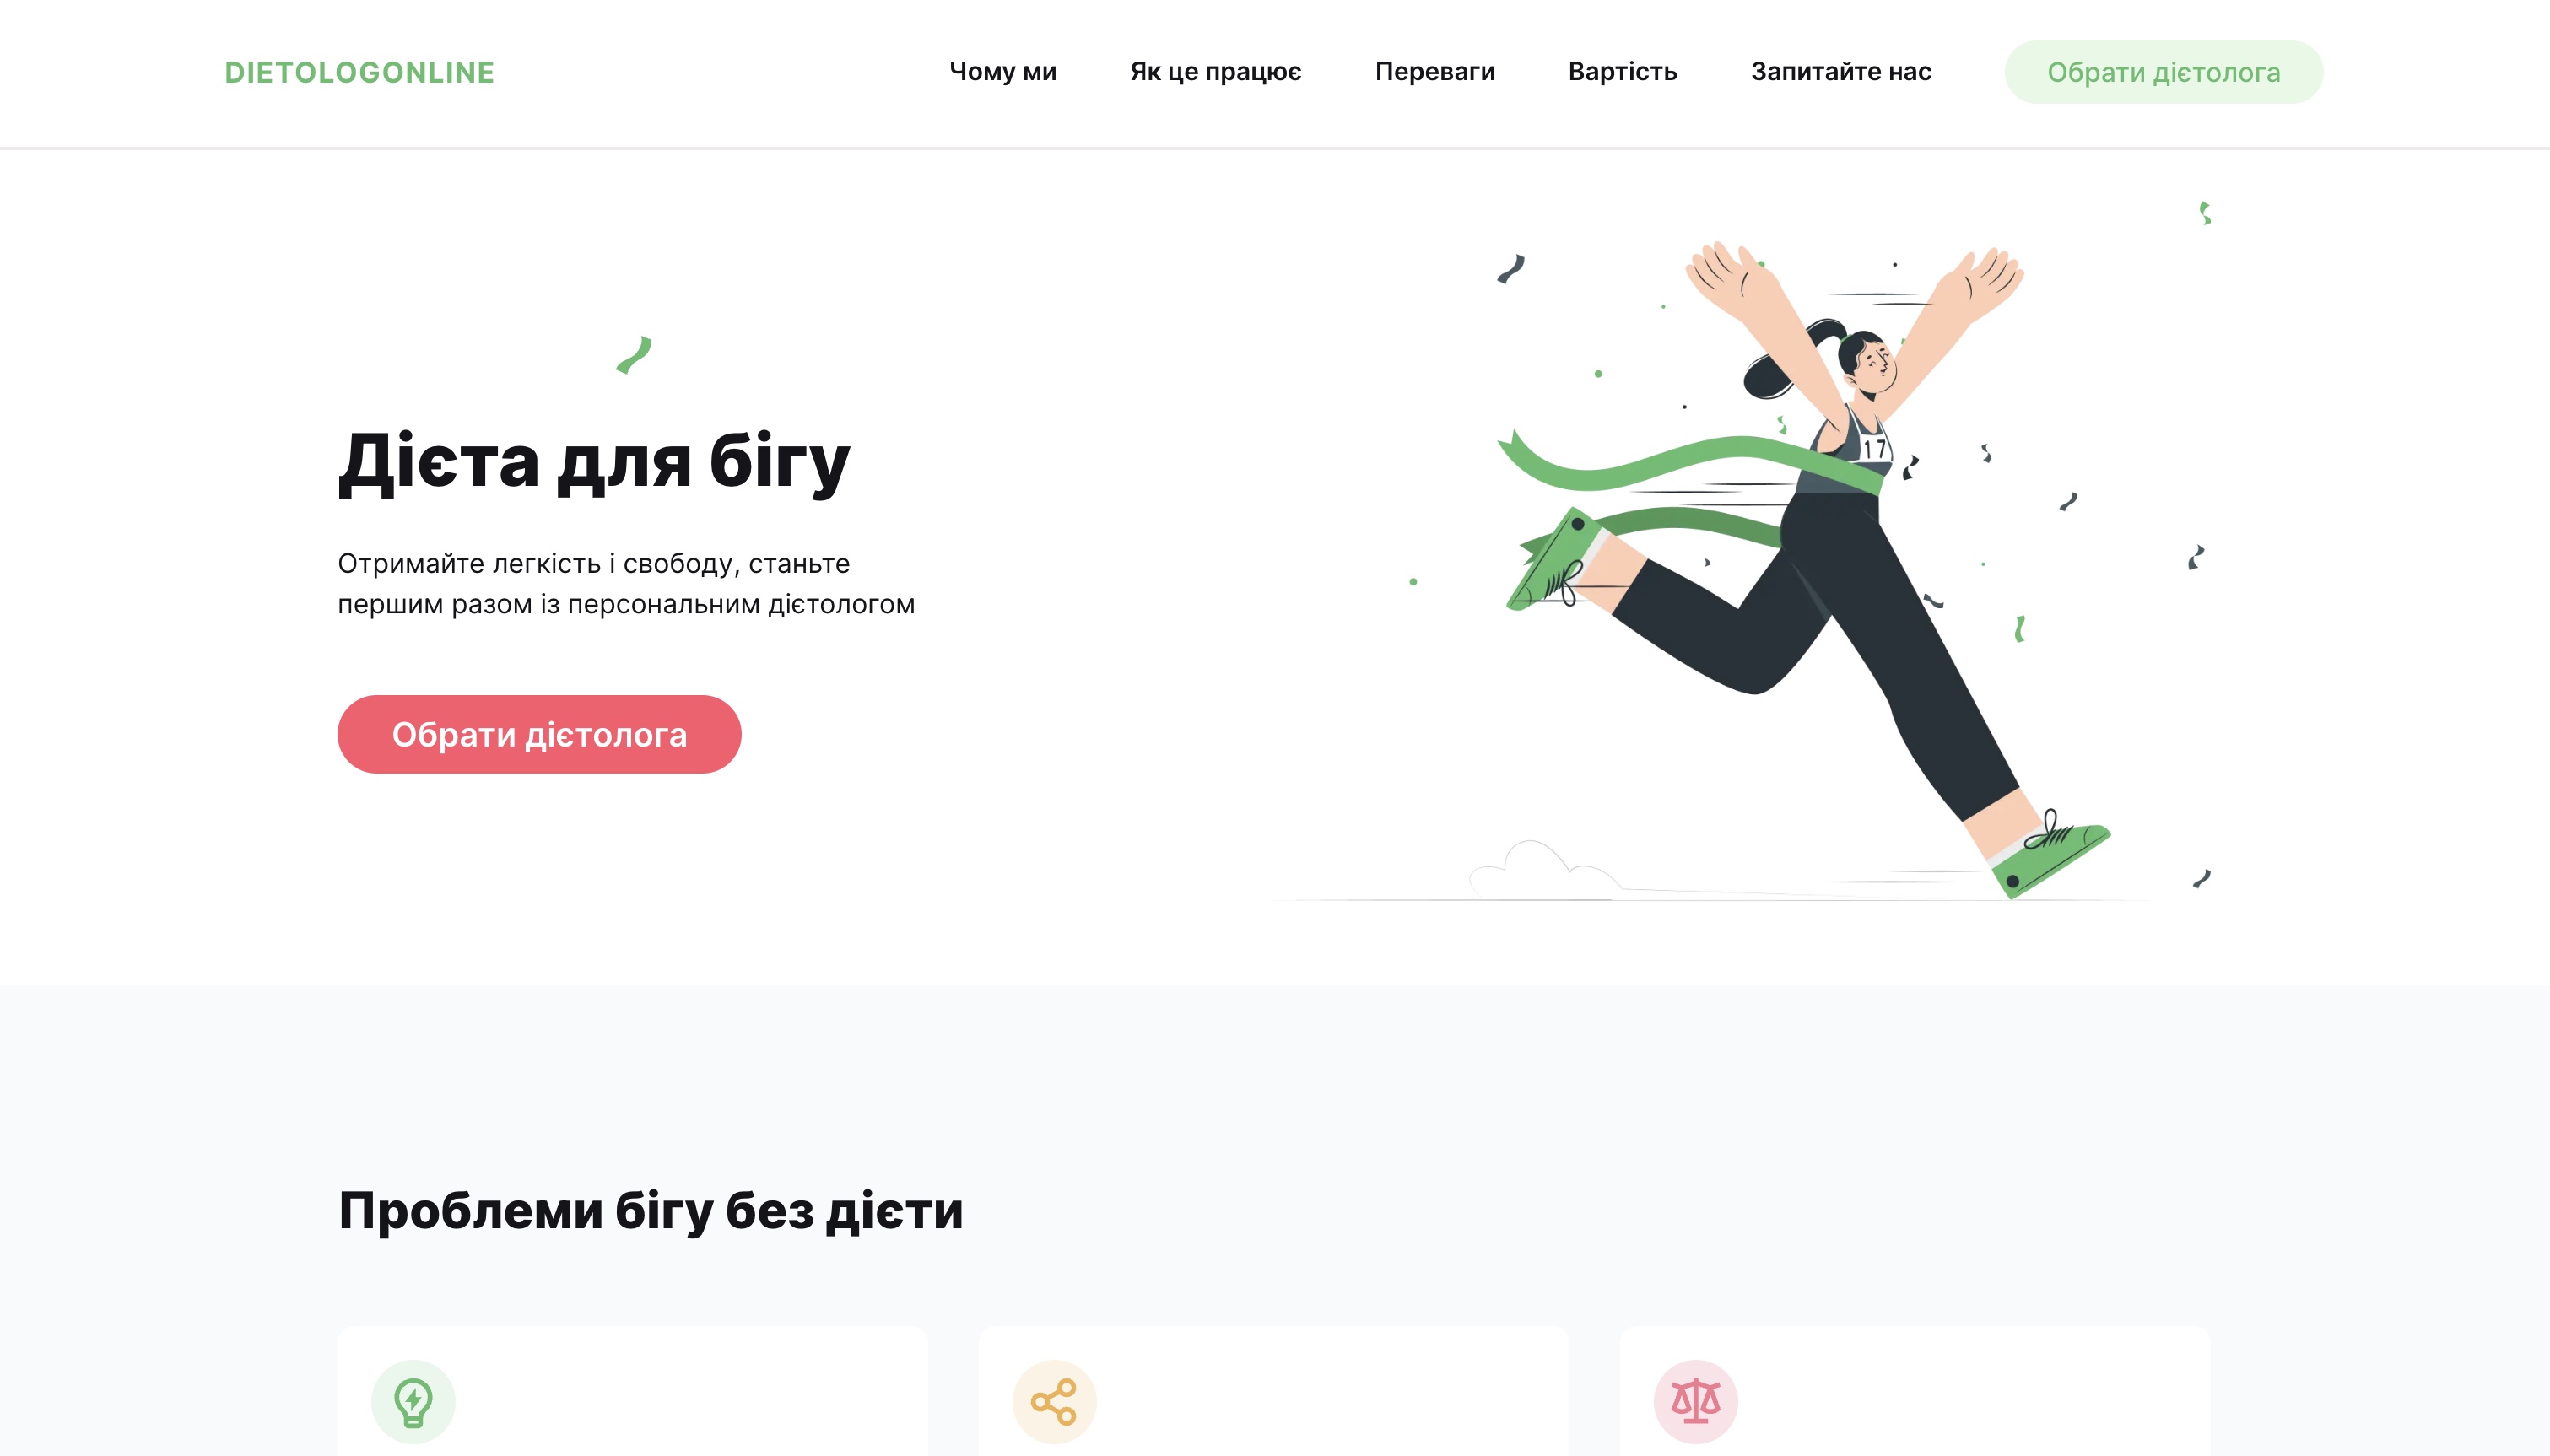 DIETOLOGONLINE
Чому ми
Як це працює
Переваги
Вартість
Запитайте нас
Обрати дієтолога
Дієта для бігу
Отримайте легкість і свободу, станьте
першим разом із персональним дієтологом
Обрати дієтолога
17
Проблеми бігу без дієти